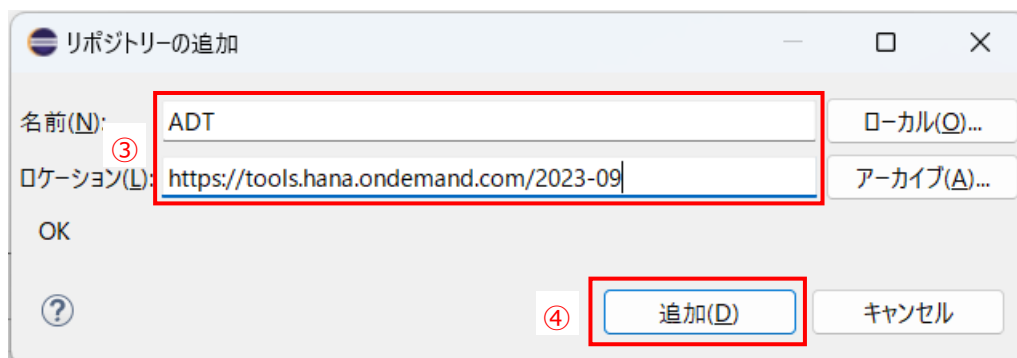 リポジトリーの追加
名前(N): ADT ローカル(O)...
③
ロケーション(L): https://tools.hana.ondemand.com/2023-09 アーカイブ(A)...
OK
④ 追加(D) キャンセル